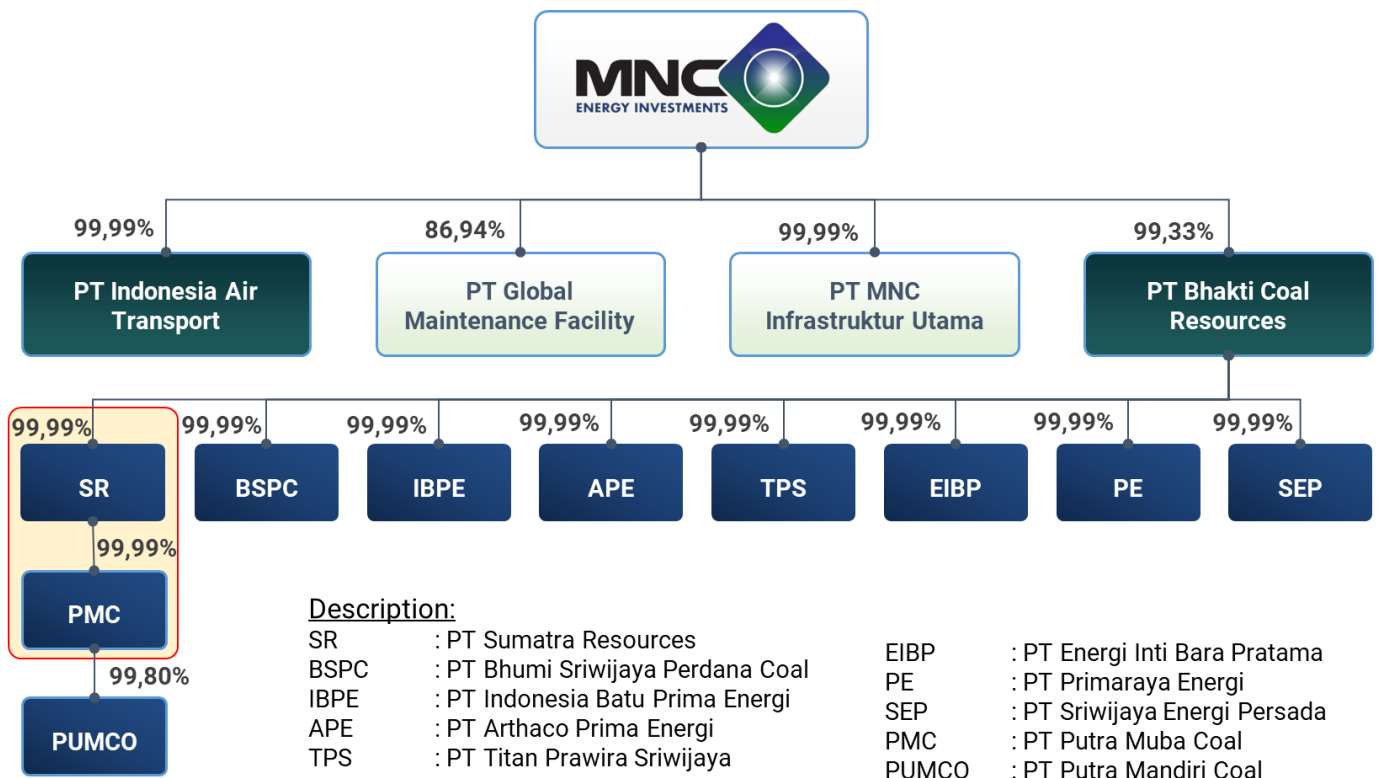 MNC
ENERGY INVESTMENTS
99,99%
86,94%
99,99%
99,33%
PT Indonesia Air
Transport
PT Global
Maintenance Facility
PT MNC
Infrastruktur Utama
PT Bhakti Coal
Resources
99,99%
99,99%
99,99%
99,99%
99,99%
99,99%
99,99%
99,99%
SR
BSPC
IBPE
APE
TPS
EIBP
PE
SEP
99,99%
PMC
99,80%
PUMCO
Description:
SR : PT Sumatra Resources
BSPC : PT Bhumi Sriwijaya Perdana Coal
IBPE : PT Indonesia Batu Prima Energi
APE : PT Arthaco Prima Energi
TPS : PT Titan Prawira Sriwijaya
EIBP : PT Energi Inti Bara Pratama
PE : PT Primaraya Energi
SEP : PT Sriwijaya Energi Persada
PMC : PT Putra Muba Coal
PUMCO : PT Putra Mandiri Coal